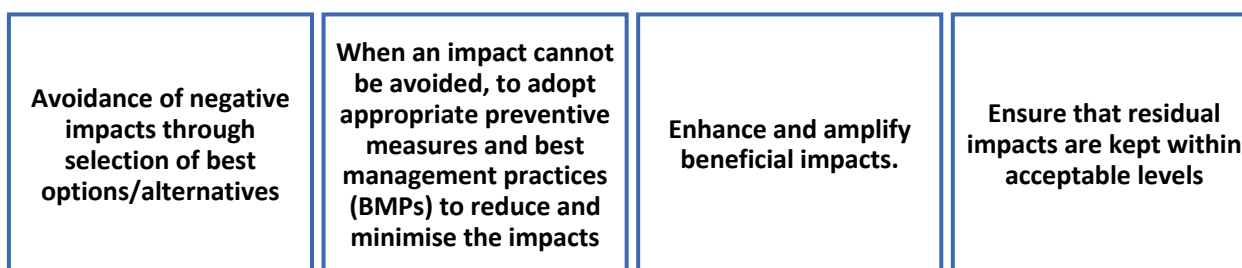 Avoidance of negative
impacts through
selection of best
options/alternatives
When an impact cannot
be avoided, to adopt
appropriate preventive
measures and best
management practices
(BMPs) to reduce and
minimise the impacts
Enhance and amplify
beneficial impacts.
Ensure that residual
impacts are kept within
acceptable levels